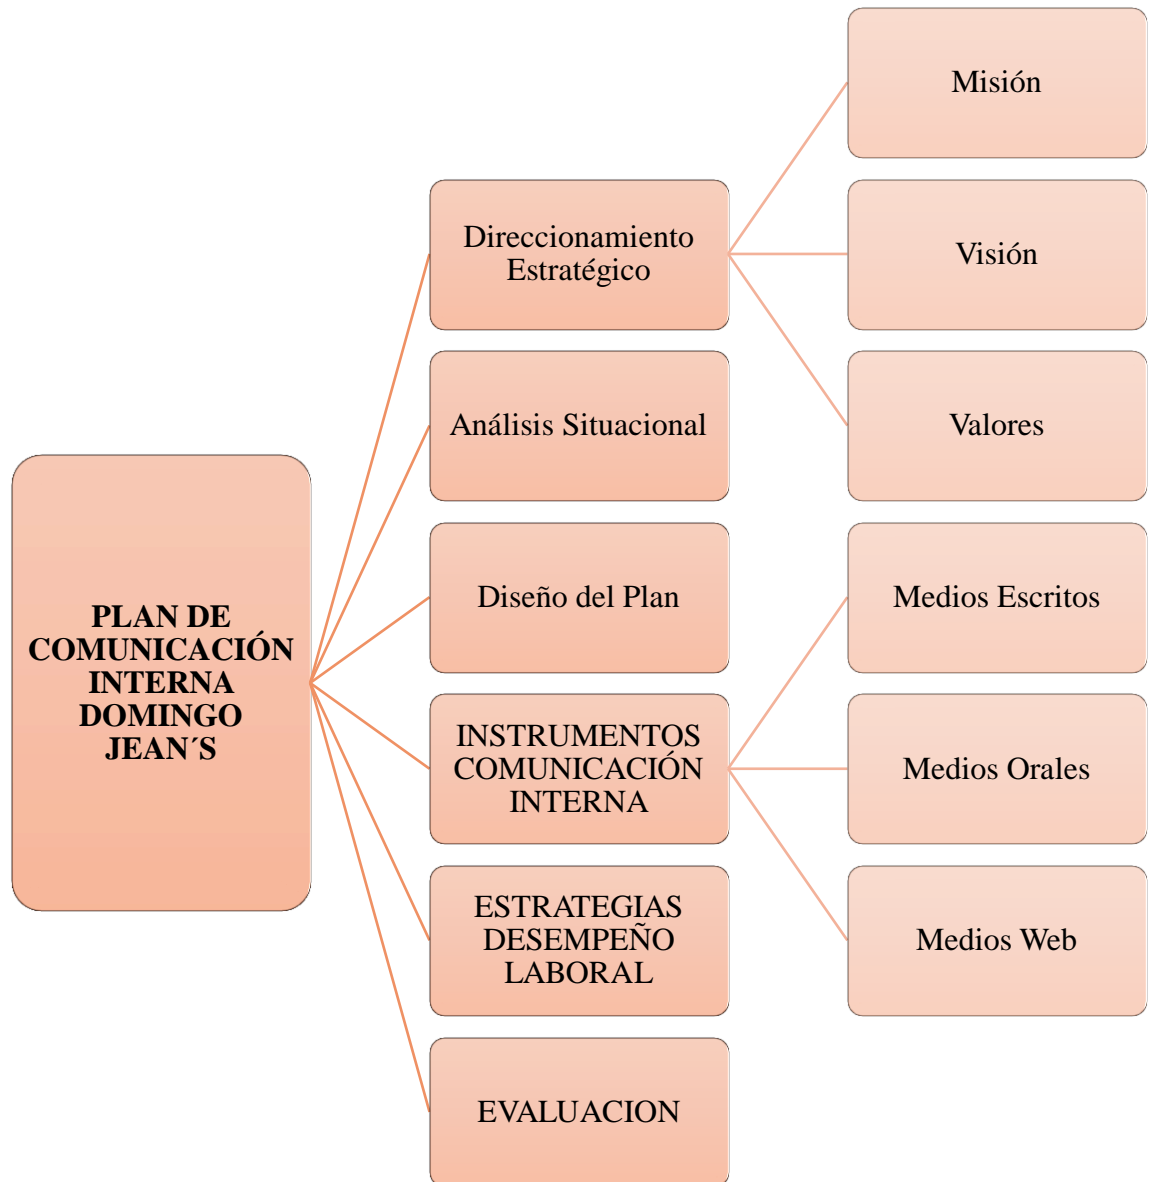 PLAN DE
COMUNICACIÓN
INTERNA
DOMINGO
JEAN´S
Direccionamiento
Estratégico
Misión
Visión
Valores
Análisis Situacional
Diseño del Plan
INSTRUMENTOS
COMUNICACIÓN
INTERNA
Medios Escritos
Medios Orales
Medios Web
ESTRATEGIAS
DESEMPEÑO
LABORAL
EVALUACION